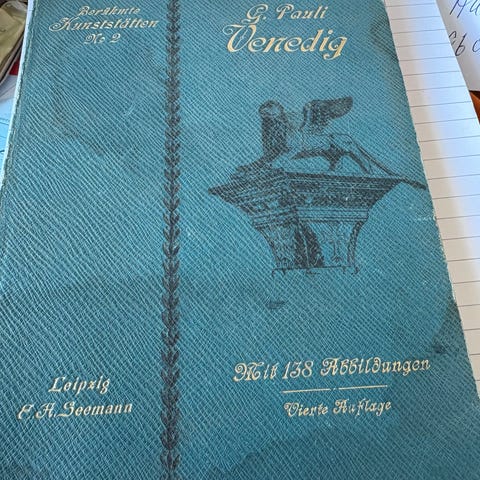 Berühmte
Kunststätten
No 2
G. Pauli
Venedig
Mit 138 Abbildungen
Vierte Auflage
Leipzig
E.A. Seemann